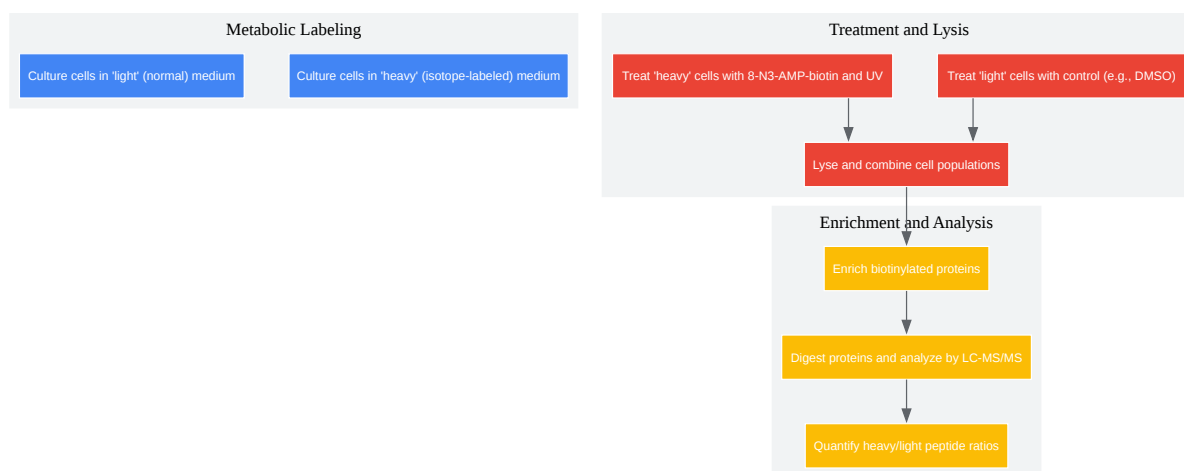 Metabolic Labeling
Culture cells in 'light' (normal) medium
Culture cells in 'heavy' (isotope-labeled) medium
Treatment and Lysis
Treat 'heavy' cells with 8-N3-AMP-biotin and UV
Treat 'light' cells with control (e.g., DMSO)
Lyse and combine cell populations
Enrichment and Analysis
Enrich biotinylated proteins
Digest proteins and analyze by LC-MS/MS
Quantify heavy/light peptide ratios